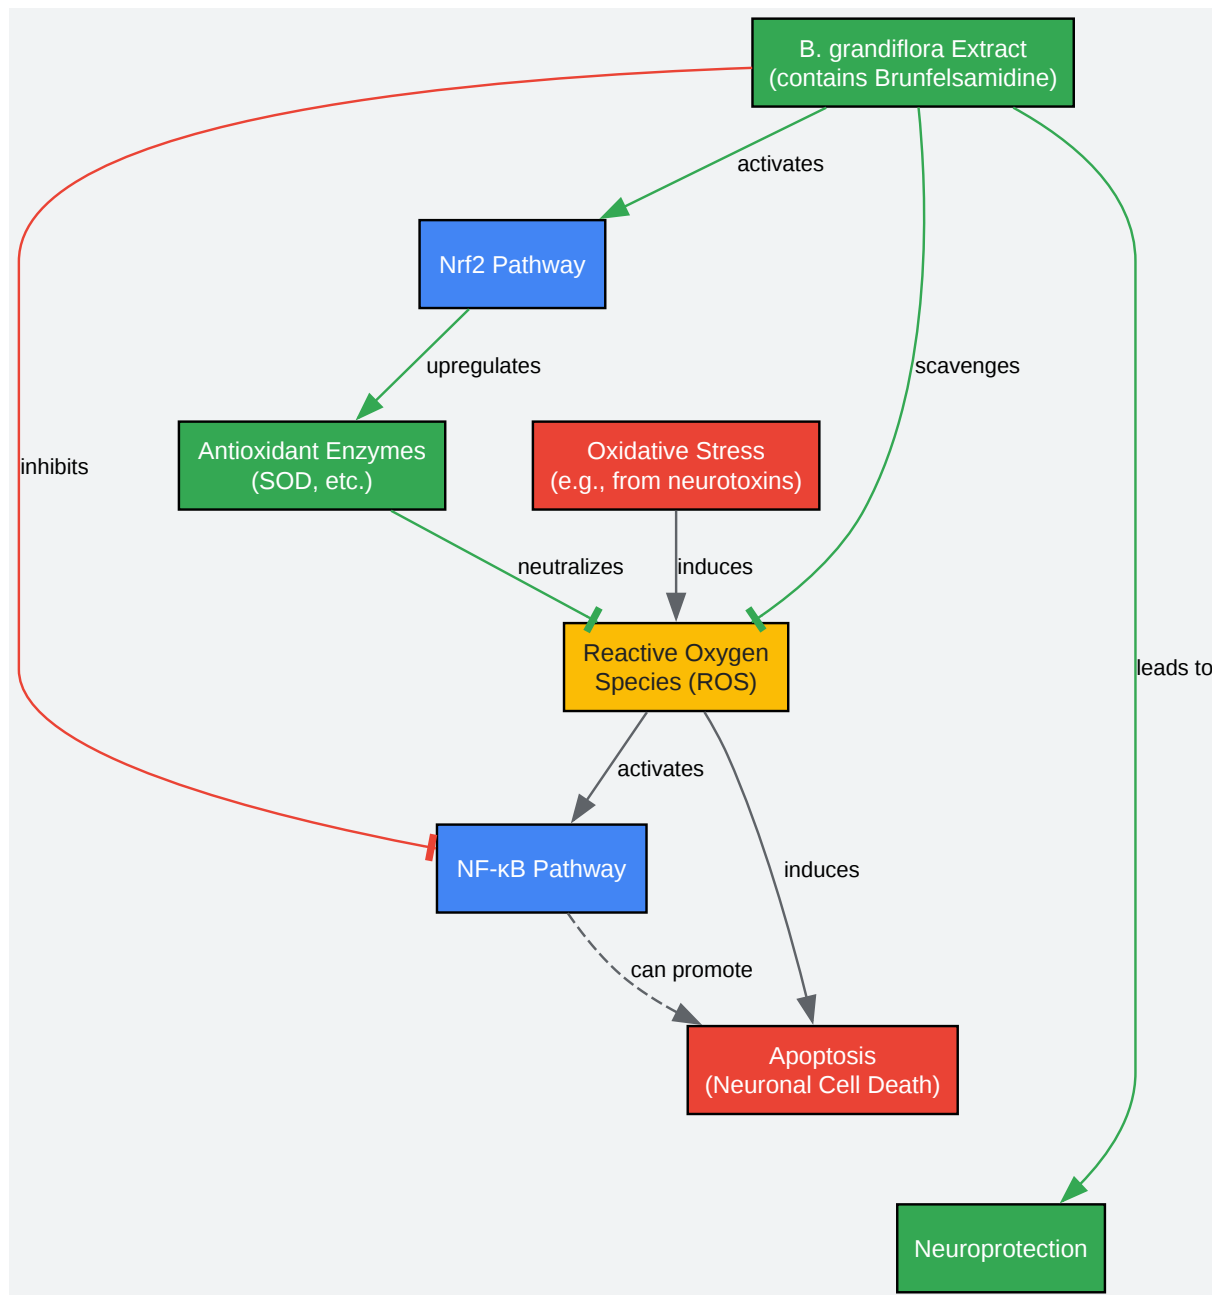 B. grandiflora Extract
(contains Brunfelsamidine)
activates
Nrf2 Pathway
upregulates
scavenges
Antioxidant Enzymes
(SOD, etc.)
Oxidative Stress
(e.g., from neurotoxins)
inhibits
neutralizes
induces
Reactive Oxygen
Species (ROS)
leads to
activates
NF-κB Pathway
induces
can promote
Apoptosis
(Neuronal Cell Death)
Neuroprotection